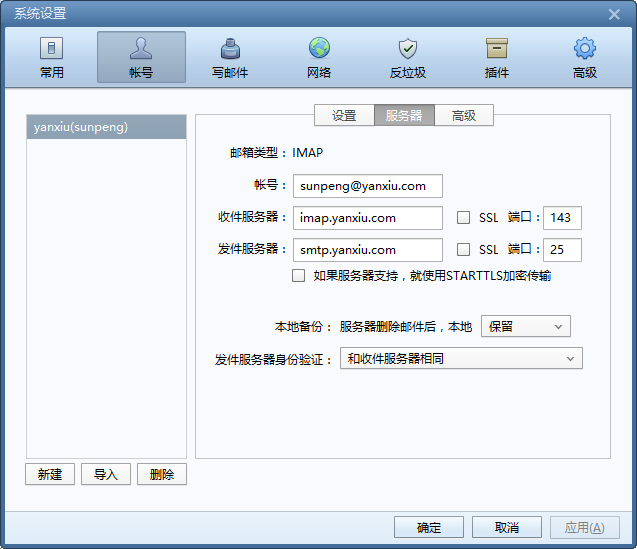 系统设置
常用 帐号 写邮件 网络 反垃圾 插件 高级
设置 服务器 高级
yanxiu(sunpeng)
邮箱类型：IMAP
帐号： sunpeng@yanxiu.com
收件服务器： imap.yanxiu.com SSL 端口： 143
发件服务器： smtp.yanxiu.com SSL 端口： 25
如果服务器支持，就使用STARTTLS加密传输
本地备份： 服务器删除邮件后，本地 保留
发件服务器身份验证： 和收件服务器相同
新建 导入 删除
确定 取消 应用(A)